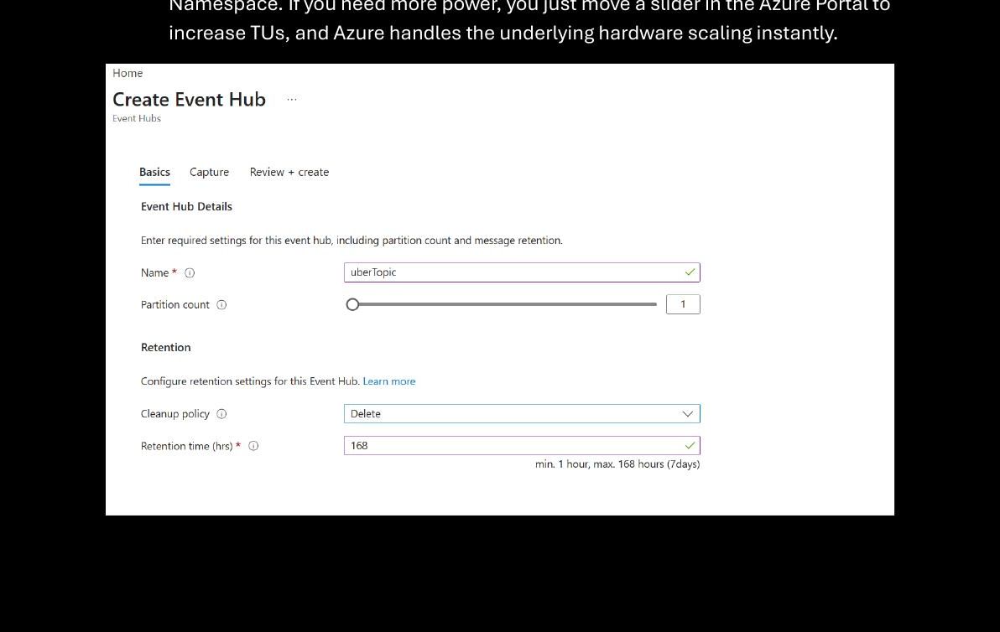 Namespace. If you need more power, you just move a slider in the Azure Portal to
increase TUs, and Azure handles the underlying hardware scaling instantly.
Home
Create Event Hub ...
Event Hubs
Basics Capture Review + create
Event Hub Details
Enter required settings for this event hub, including partition count and message retention.
Name * uberTopic
Partition count 1
Retention
Configure retention settings for this Event Hub. Learn more
Cleanup policy Delete
Retention time (hrs) * 168
min. 1 hour, max. 168 hours (7days)